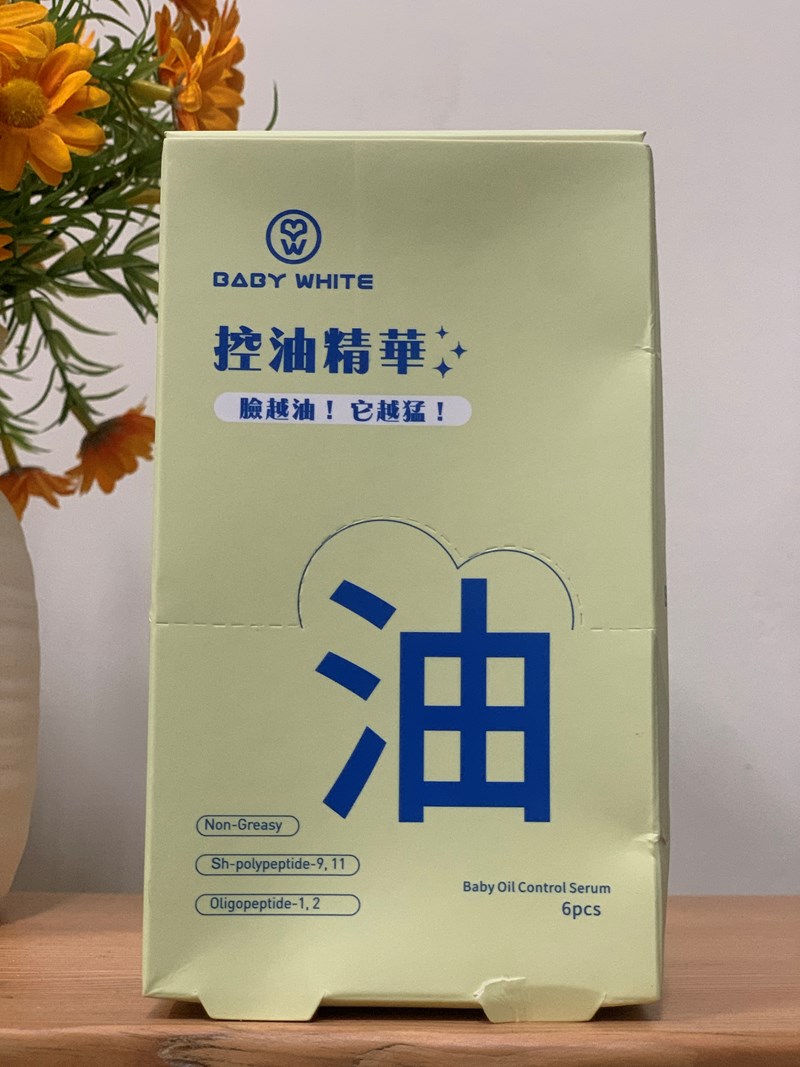 BW
BABY WHITE
控油精華
臉越油！它越猛！
油
Non-Greasy
Sh-polypeptide-9, 11
Oligopeptide-1, 2
Baby Oil Control Serum
6pcs